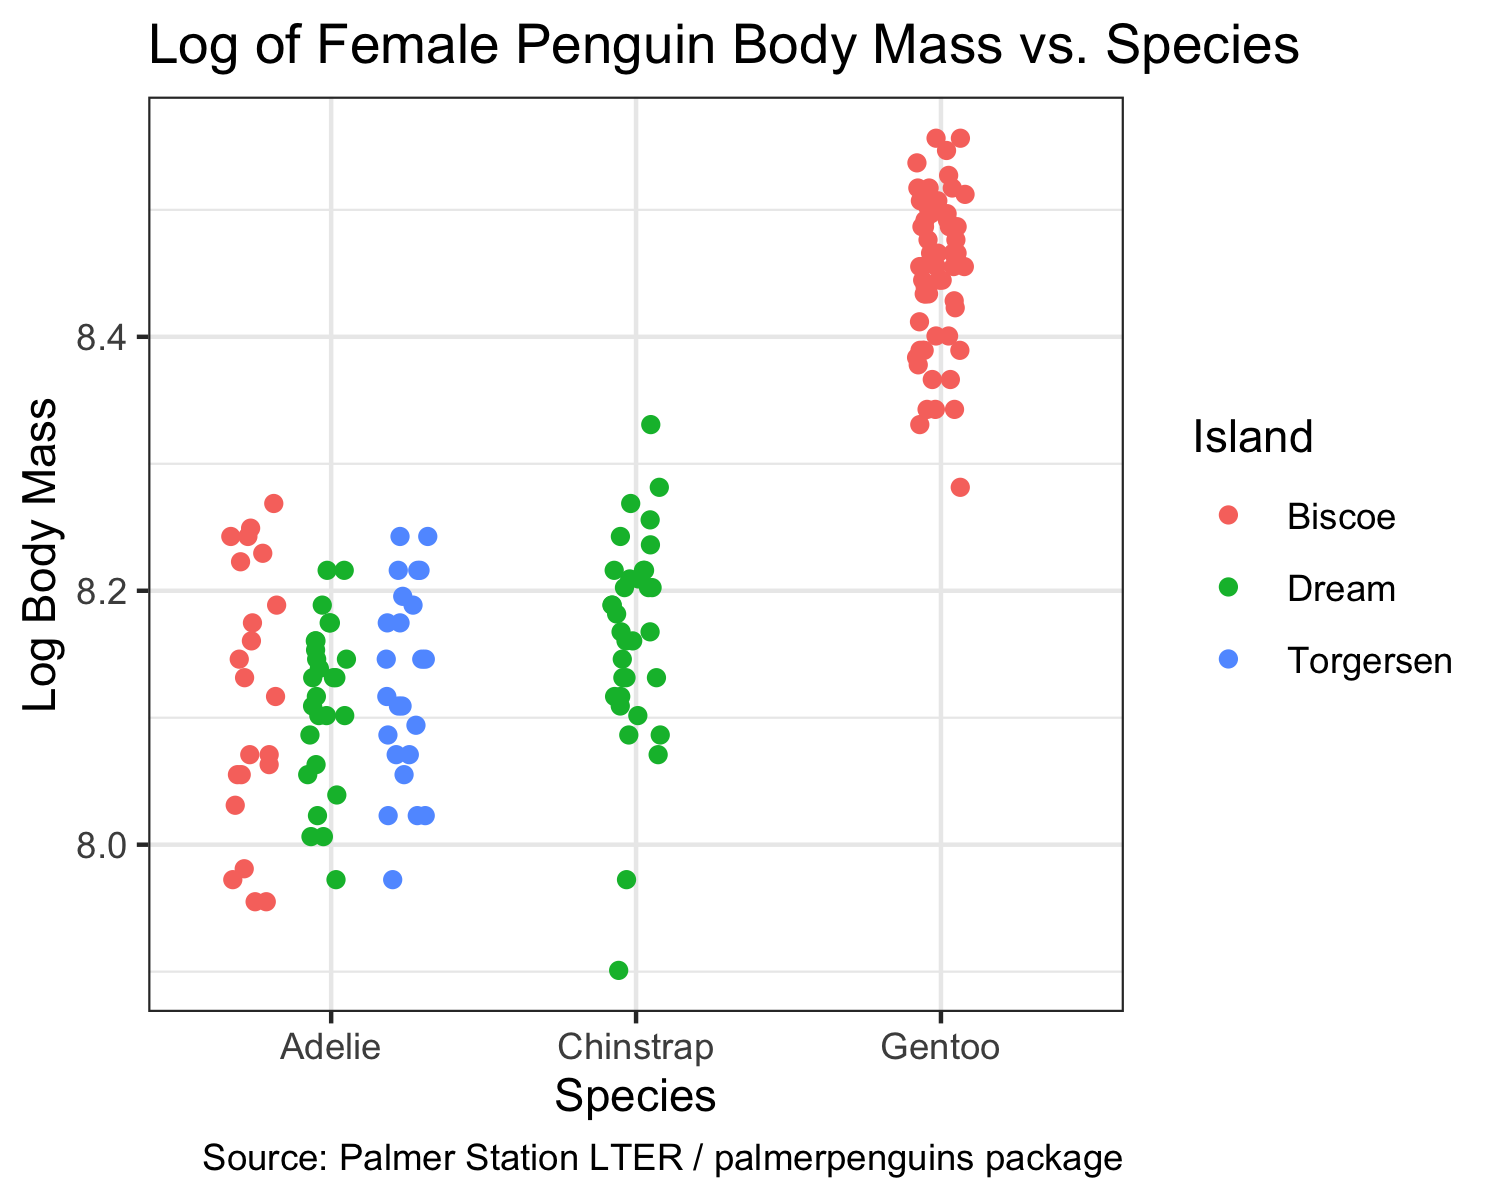 Log of Female Penguin Body Mass vs. Species
Log Body Mass
8.4
8.2
8.0
Adelie
Chinstrap
Gentoo
Species
Island
Biscoe
Dream
Torgersen
Source: Palmer Station LTER / palmerpenguins package